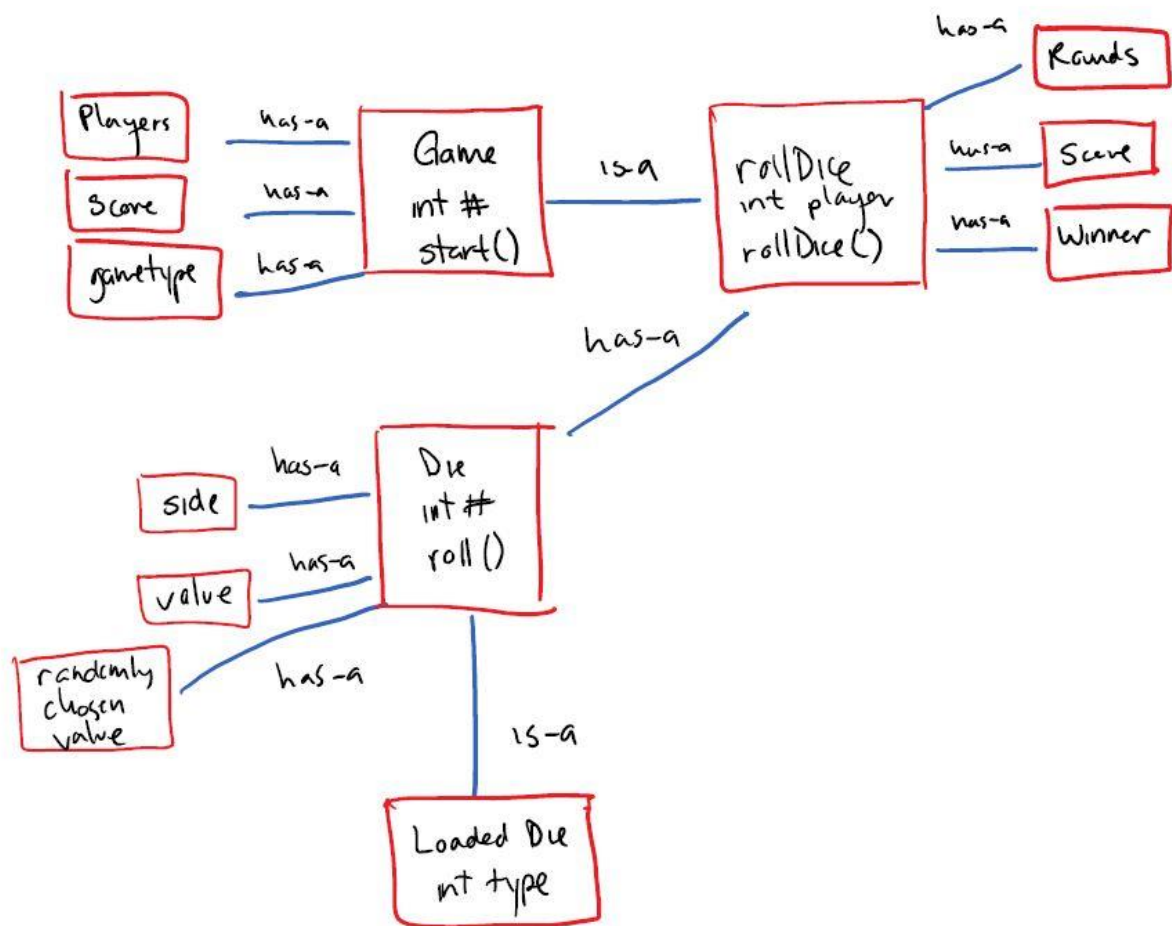 has-a
Rounds
Players
has-a
Game
int #
start()
is-a
rollDice
int player
rollDice()
has-a
Score
Score
has-a
has-a
Winner
gametype
has-a
has-a
Die
int #
roll()
has-a
side
has-a
value
has-a
randomly
chosen
value
is-a
Loaded Die
int type